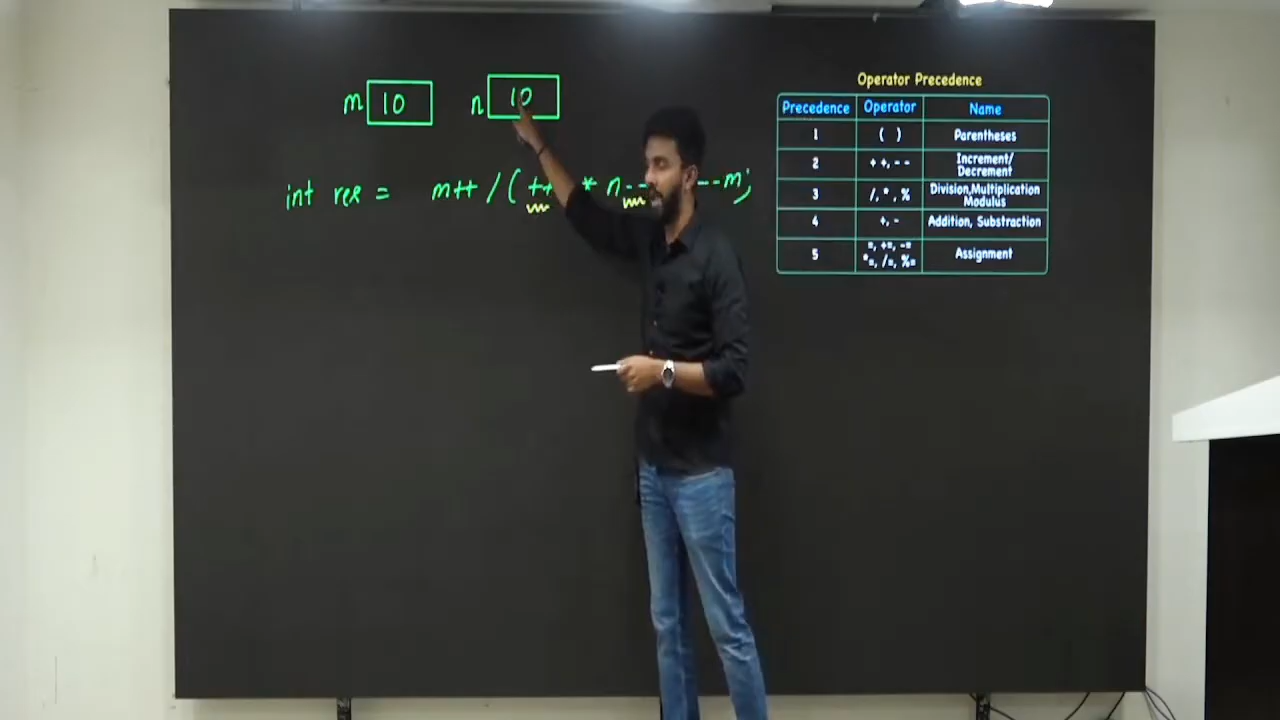 m 10 n 10
int res = m++ / ( ++ * n-- --m;
Operator Precedence
Precedence Operator Name
1 ( ) Parentheses
2 ++, -- Increment/
Decrement
3 /, *, % Division,Multiplication
Modulus
4 +, - Addition, Substraction
5 =, +=, -= Assignment
*=, /=, %=